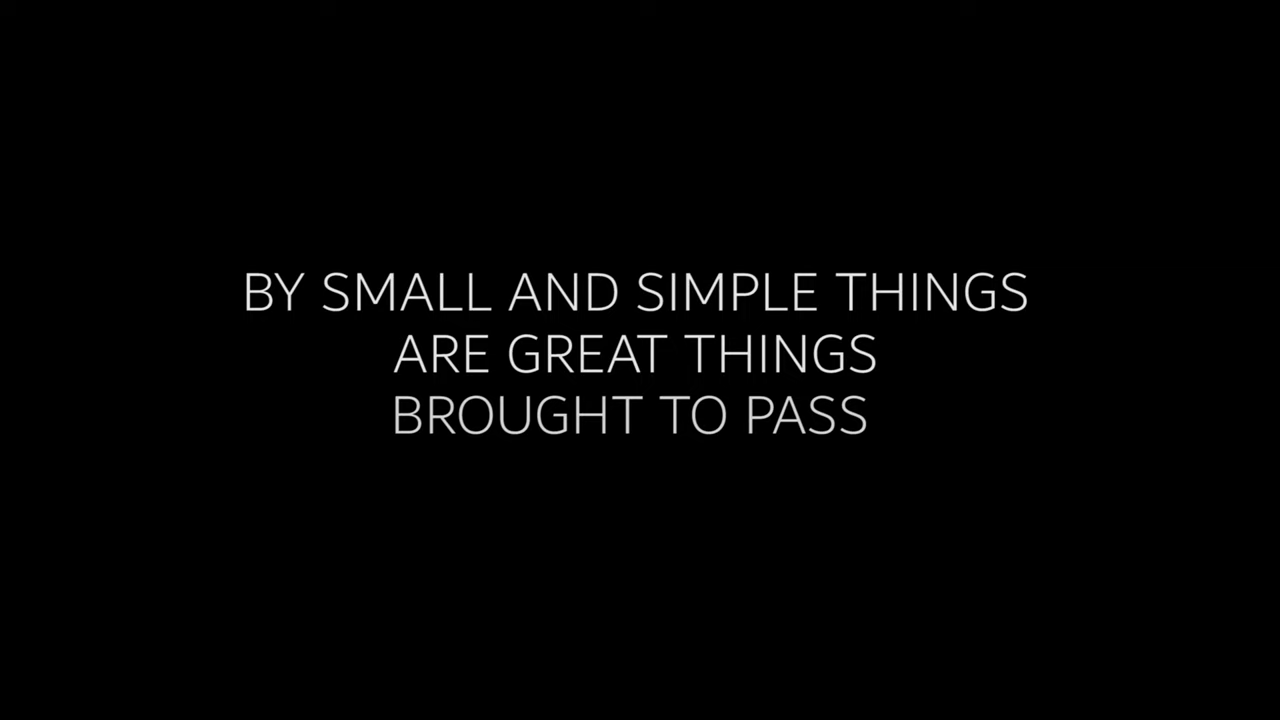 BY SMALL AND SIMPLE THINGS
ARE GREAT THINGS
BROUGHT TO PASS